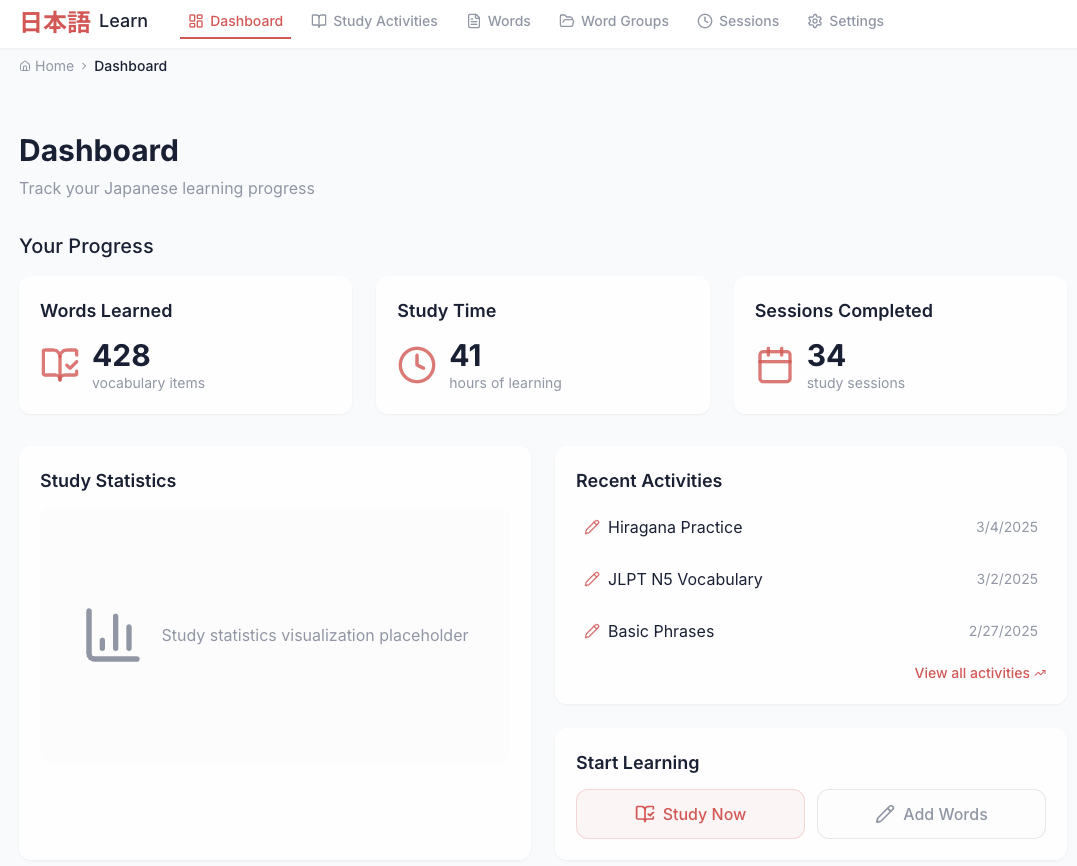 日本語 Learn Dashboard Study Activities Words Word Groups Sessions Settings
Home > Dashboard
Dashboard
Track your Japanese learning progress
Your Progress
Words Learned
428
vocabulary items
Study Time
41
hours of learning
Sessions Completed
34
study sessions
Study Statistics
Study statistics visualization placeholder
Recent Activities
Hiragana Practice 3/4/2025
JLPT N5 Vocabulary 3/2/2025
Basic Phrases 2/27/2025
View all activities
Start Learning
Study Now Add Words